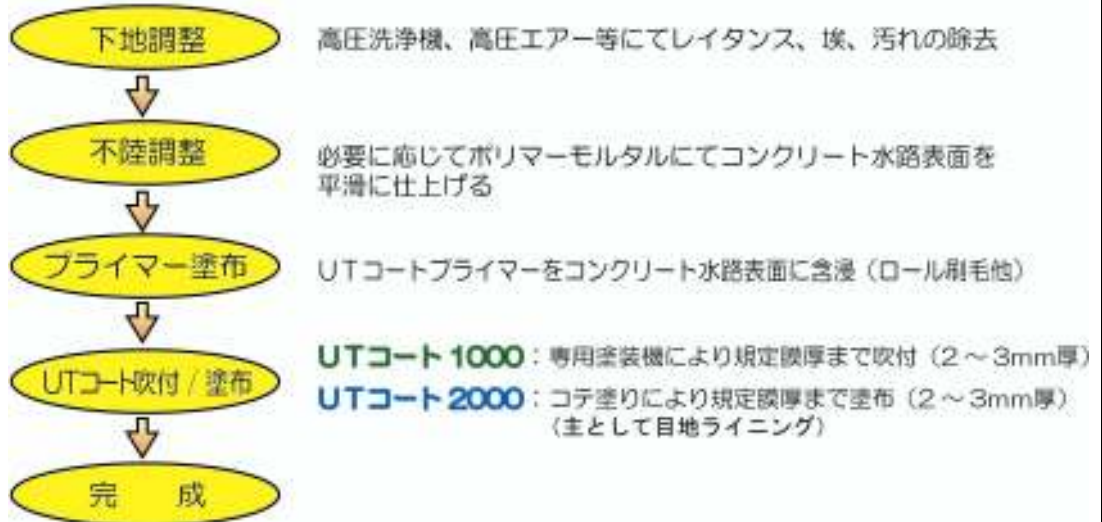 下地調整
高圧洗浄機、高圧エアー等にてレイタンス、埃、汚れの除去
不陸調整
必要に応じてポリマーモルタルにてコンクリート水路表面を
平滑に仕上げる
プライマー塗布
UTコートプライマーをコンクリート水路表面に含浸（ロール刷毛他）
UTコート吹付 / 塗布
UTコート1000：専用塗装機により規定膜厚まで吹付（2～3mm厚）
UTコート2000：コテ塗りにより規定膜厚まで塗布（2～3mm厚）
（主として目地ライニング）
完　成